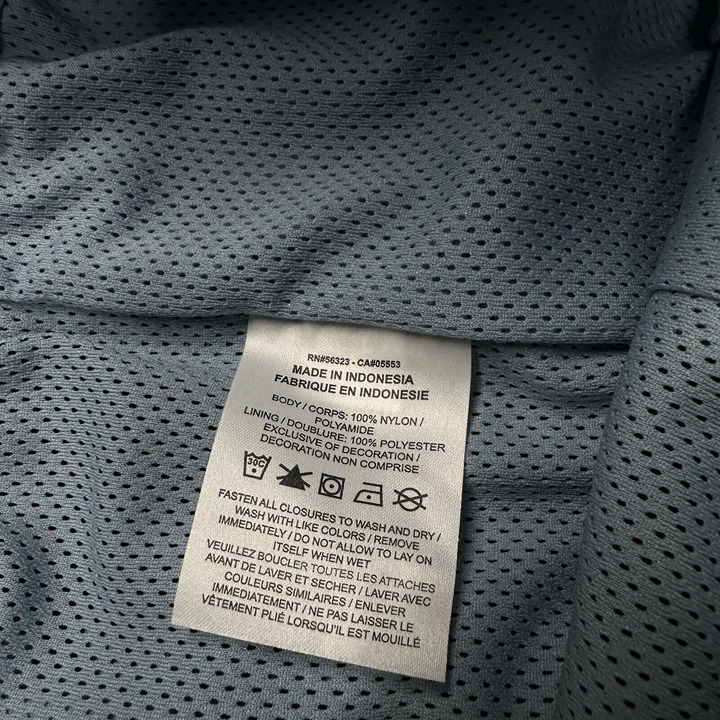 RN#56323 - CA#05553
MADE IN INDONESIA
FABRIQUE EN INDONESIE
BODY / CORPS: 100% NYLON /
POLYAMIDE
LINING / DOUBLURE: 100% POLYESTER
EXCLUSIVE OF DECORATION /
DECORATION NON COMPRISE
30C
FASTEN ALL CLOSURES TO WASH AND DRY /
WASH WITH LIKE COLORS / REMOVE
IMMEDIATELY / DO NOT ALLOW TO LAY ON
ITSELF WHEN WET
VEUILLEZ BOUCLER TOUTES LES ATTACHES
AVANT DE LAVER ET SECHER / LAVER AVEC
COULEURS SIMILAIRES / ENLEVER
IMMEDIATEMENT / NE PAS LAISSER LE
VÊTEMENT PLIÉ LORSQU'IL EST MOUILLÉ